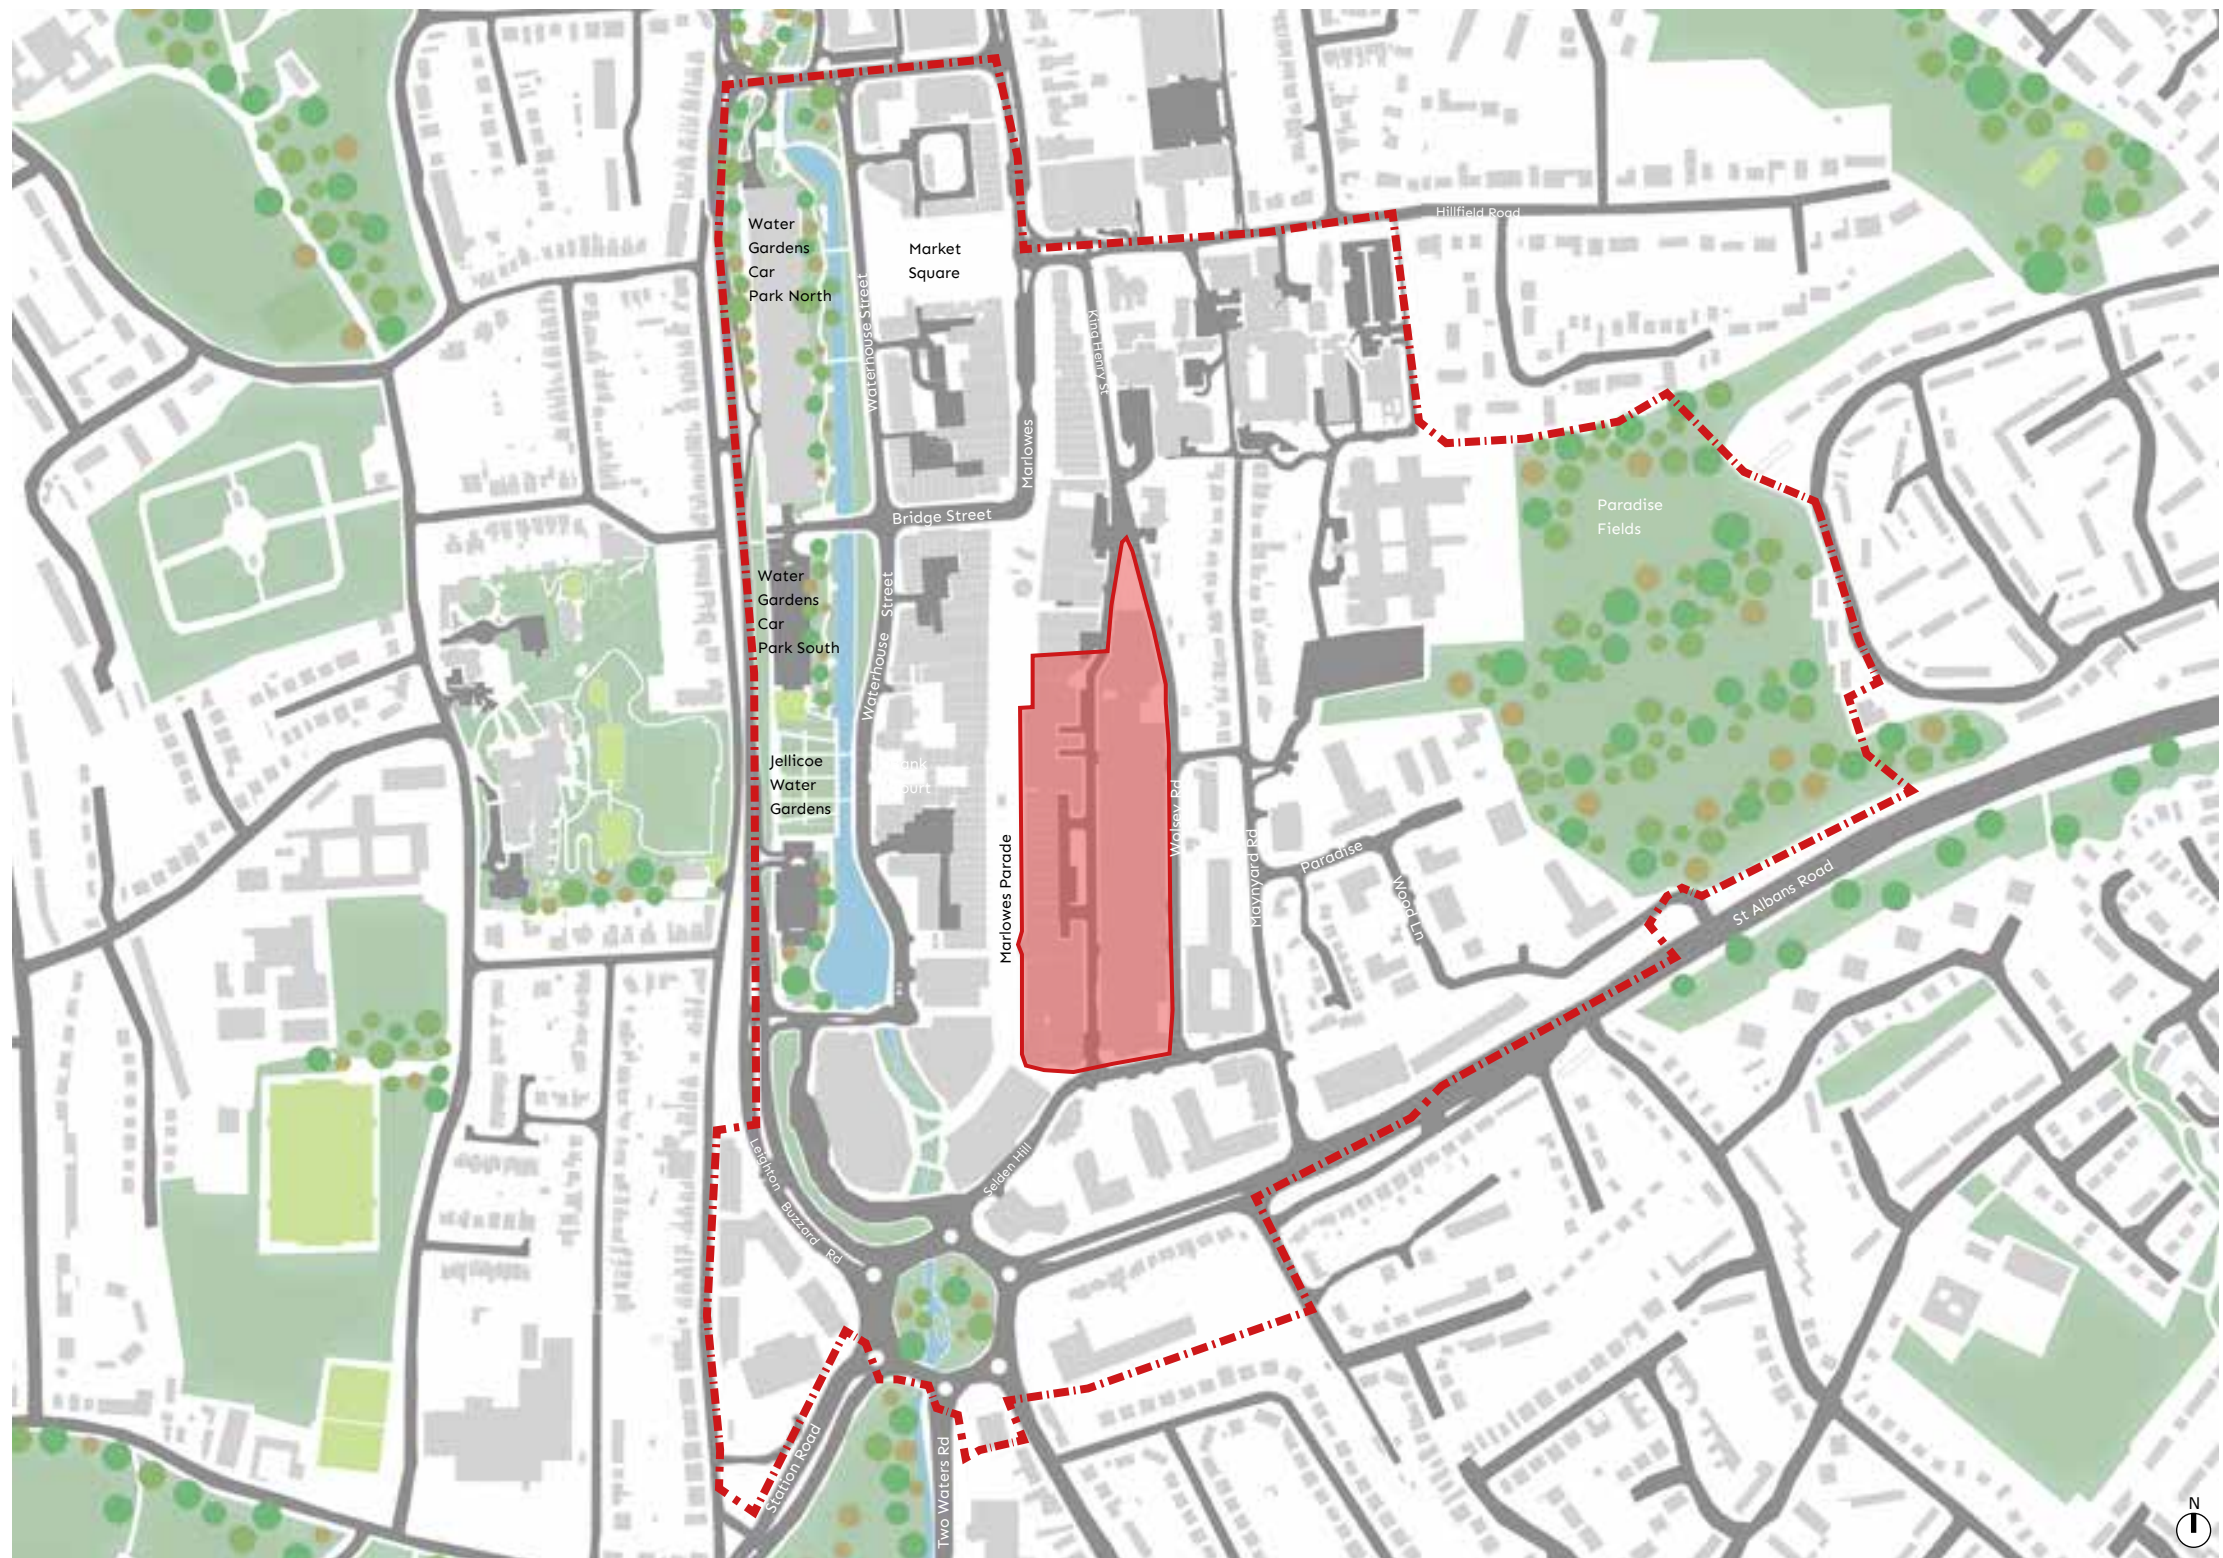 Hillfield Road
Water
Gardens
Car
Park North
Market
Square
Waterhouse Street
King Henry St
Marlowes
Bridge Street
Paradise
Fields
Water
Gardens
Car
Park South
Waterhouse Street
Jellicoe
Water
Gardens
Marlowes Parade
Wolsey Rd
Maynyard Rd
Paradise
Wood Ln
St Albans Road
Leighton Buzzard Rd
Selden Hill
Station Road
Two Waters Rd
N